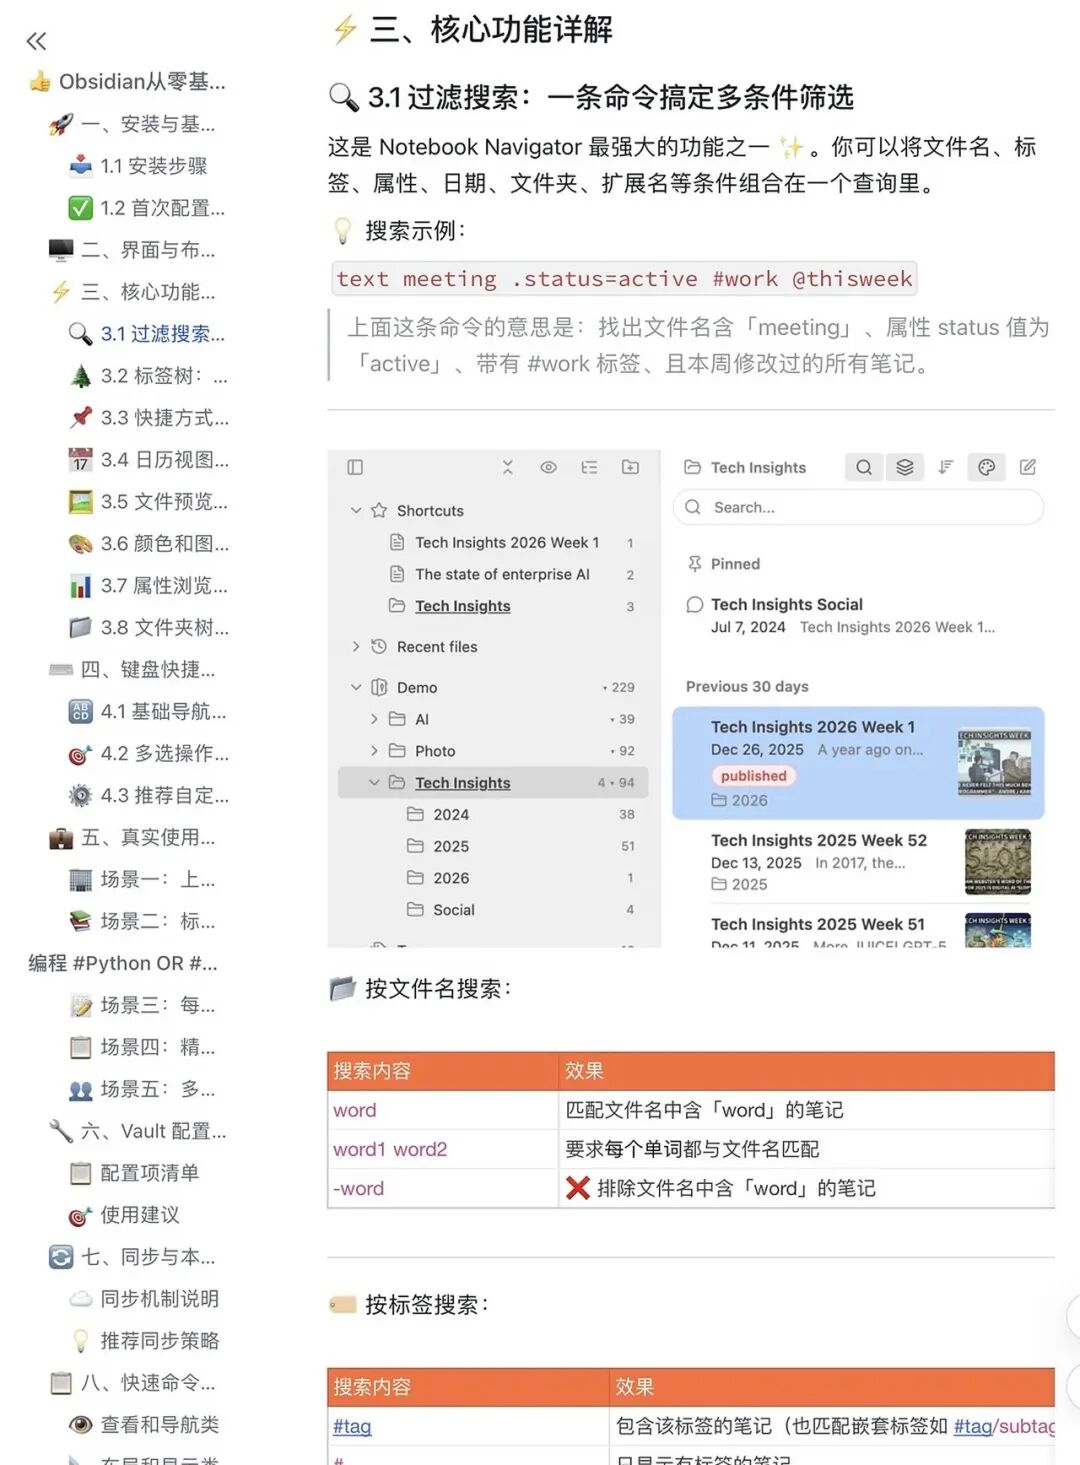 Obsidian从零基...
一、安装与基...
1.1 安装步骤
1.2 首次配置...
二、界面与布...
三、核心功能...
3.1 过滤搜索...
3.2 标签树：...
3.3 快捷方式...
3.4 日历视图...
3.5 文件预览...
3.6 颜色和图...
3.7 属性浏览...
3.8 文件夹树...
四、键盘快捷...
4.1 基础导航...
4.2 多选操作...
4.3 推荐自定...
五、真实使用...
场景一：上...
场景二：标...
编程 #Python OR #...
场景三：每...
场景四：精...
场景五：多...
六、Vault 配置...
配置项清单
使用建议
七、同步与本...
同步机制说明
推荐同步策略
八、快速命令...
查看和导航类
三、核心功能详解
3.1 过滤搜索：一条命令搞定多条件筛选
这是 Notebook Navigator 最强大的功能之一 ✨。你可以将文件名、标
签、属性、日期、文件夹、扩展名等条件组合在一个查询里。
搜索示例：
text meeting .status=active #work @thisweek
上面这条命令的意思是：找出文件名含「meeting」、属性 status 值为
「active」、带有 #work 标签、且本周修改过的所有笔记。
Shortcuts
Tech Insights 2026 Week 1 1
The state of enterprise AI 2
Tech Insights 3
Recent files
Demo • 229
AI • 39
Photo • 92
Tech Insights 4 • 94
2024 38
2025 51
2026 1
Social 4
Tech Insights
Search...
Pinned
Tech Insights Social
Jul 7, 2024 Tech Insights 2026 Week 1...
Previous 30 days
Tech Insights 2026 Week 1
Dec 26, 2025 A year ago on...
published
2026
Tech Insights 2025 Week 52
Dec 13, 2025 In 2017, the...
2025
Tech Insights 2025 Week 51
Dec 11, 2025
按文件名搜索：
搜索内容 效果
word 匹配文件名中含「word」的笔记
word1 word2 要求每个单词都与文件名匹配
-word ❌ 排除文件名中含「word」的笔记
按标签搜索：
搜索内容 效果
#tag 包含该标签的笔记（也匹配嵌套标签如 #tag/subtag